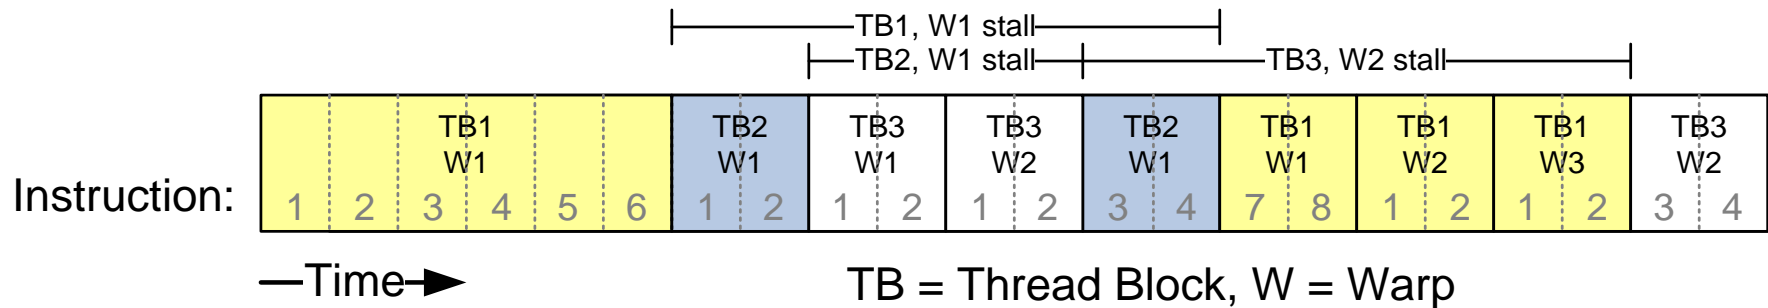 TB1, W1 stall
TB2, W1 stall TB3, W2 stall
TB1 TB2 TB3 TB3 TB2 TB1 TB1 TB1 TB3
W1 W1 W1 W2 W1 W1 W2 W3 W2
Instruction: 1 2 3 4 5 6 1 2 1 2 1 2 3 4 7 8 1 2 1 2 3 4
Time TB = Thread Block, W = Warp